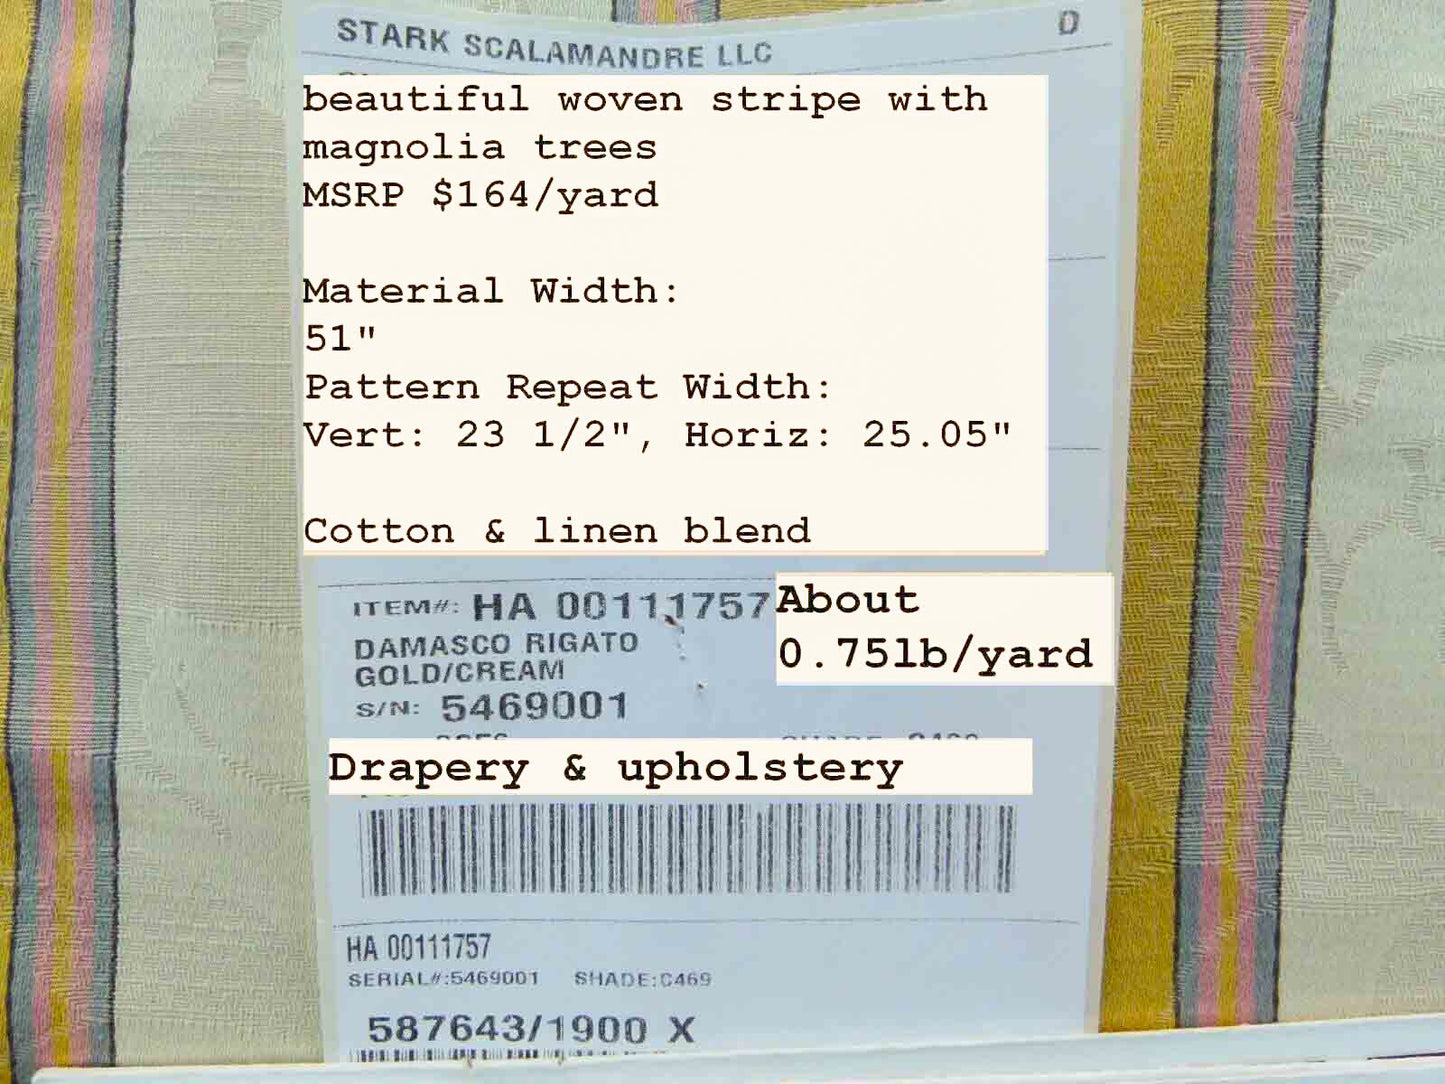 STARK SCALAMANDRE LLC
D
beautiful woven stripe with
magnolia trees
MSRP $164/yard
Material Width:
51"
Pattern Repeat Width:
Vert: 23 1/2", Horiz: 25.05"
Cotton & linen blend
ITEM#: HA 00111757
About
0.75lb/yard
DAMASCO RIGATO
GOLD/CREAM
S/N: 5469001
Drapery & upholstery
HA 00111757
SERIAL#:5469001 SHADE:C469
587643/1900 X